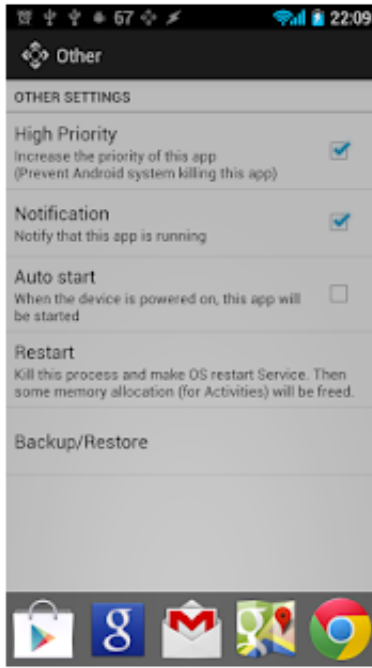 67 22:09
Other
OTHER SETTINGS
High Priority
Increase the priority of this app
(Prevent Android system killing this app)
Notification
Notify that this app is running
Auto start
When the device is powered on, this app will
be started
Restart
Kill this process and make OS restart Service. Then
some memory allocation (for Activities) will be freed.
Backup/Restore
g